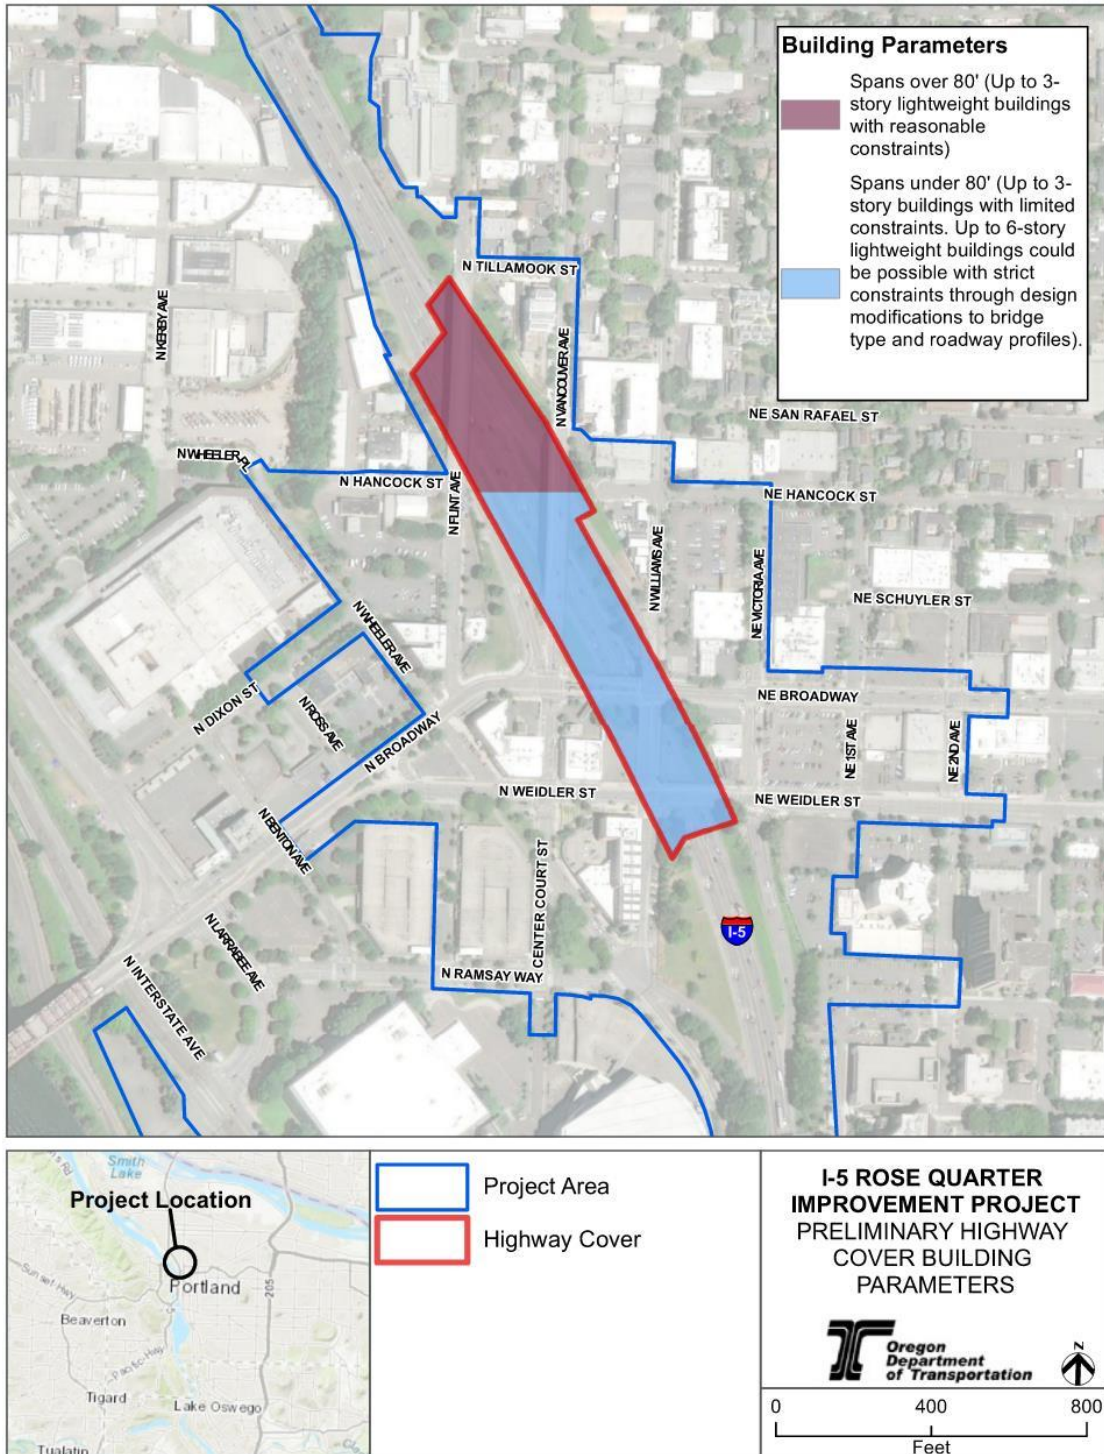 Building Parameters
Spans over 80' (Up to 3-
story lightweight buildings
with reasonable
constraints)
Spans under 80' (Up to 3-
story buildings with limited
constraints. Up to 6-story
lightweight buildings could
be possible with strict
constraints through design
modifications to bridge
type and roadway profiles).
N TILLAMOOK ST
N KERBY AVE
N VANCOUVER AVE
NE SAN RAFAEL ST
N WHEELER PL
N HANCOCK ST
N FLINT AVE
NE HANCOCK ST
N WILLIAMS AVE
NE VICTORIA AVE
NE SCHUYLER ST
N WHEELER AVE
N DIXON ST
N ROSS AVE
N BROADWAY
NE BROADWAY
NE 1ST AVE
NE 2ND AVE
N WEIDLER ST
NE WEIDLER ST
N BENTON AVE
CENTER COURT ST
N LARRABEE AVE
I-5
N RAMSAY WAY
N INTERSTATE AVE
Smith
Lake
Project Location
Portland
205
5
Sunset Hwy
Beaverton
Pacific Hwy
Tigard
Lake Oswego
Tualatin
Project Area
Highway Cover
I-5 ROSE QUARTER
IMPROVEMENT PROJECT
PRELIMINARY HIGHWAY
COVER BUILDING
PARAMETERS
Oregon
Department
of Transportation
N
0 400 800
Feet